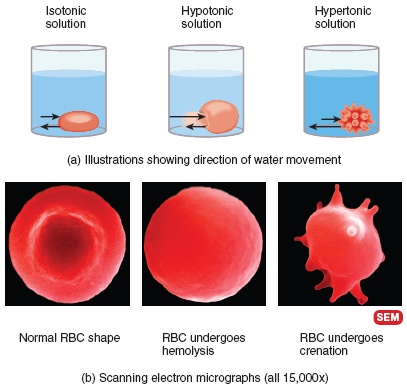 Isotonic
solution
Hypotonic
solution
Hypertonic
solution
(a) Illustrations showing direction of water movement
SEM
Normal RBC shape
RBC undergoes
hemolysis
RBC undergoes
crenation
(b) Scanning electron micrographs (all 15,000x)